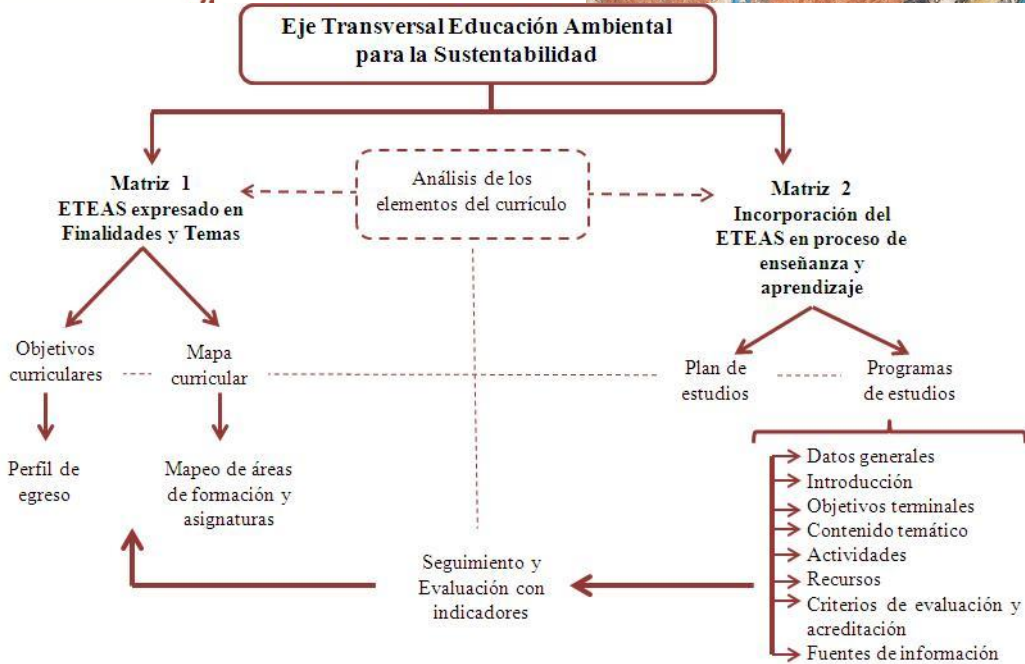 Eje Transversal Educación Ambiental
para la Sustentabilidad
Análisis de los
elementos del currículo
Matriz 1
ETEAS expresado en
Finalidades y Temas
Matriz 2
Incorporación del
ETEAS en proceso de
enseñanza y
aprendizaje
Objetivos
curriculares
Mapa
curricular
Plan de
estudios
Programas
de estudios
Perfil de
egreso
Mapeo de áreas
de formación y
asignaturas
Datos generales
Introducción
Objetivos terminales
Contenido temático
Actividades
Recursos
Criterios de evaluación y
acreditación
Fuentes de información
Seguimiento y
Evaluación con
indicadores